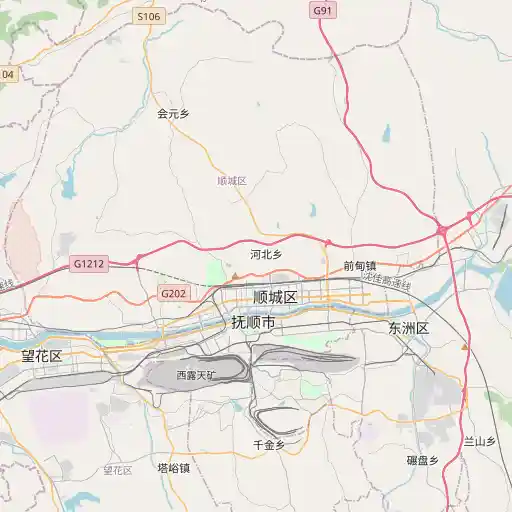 G91
S106
04
会元乡
顺城区
河北乡
G1212
前甸镇
沈佳高速线
线
G202
顺城区
抚顺市
东洲区
望花区
西露天矿
千金乡
兰山乡
碾盘乡
望花区
塔峪镇